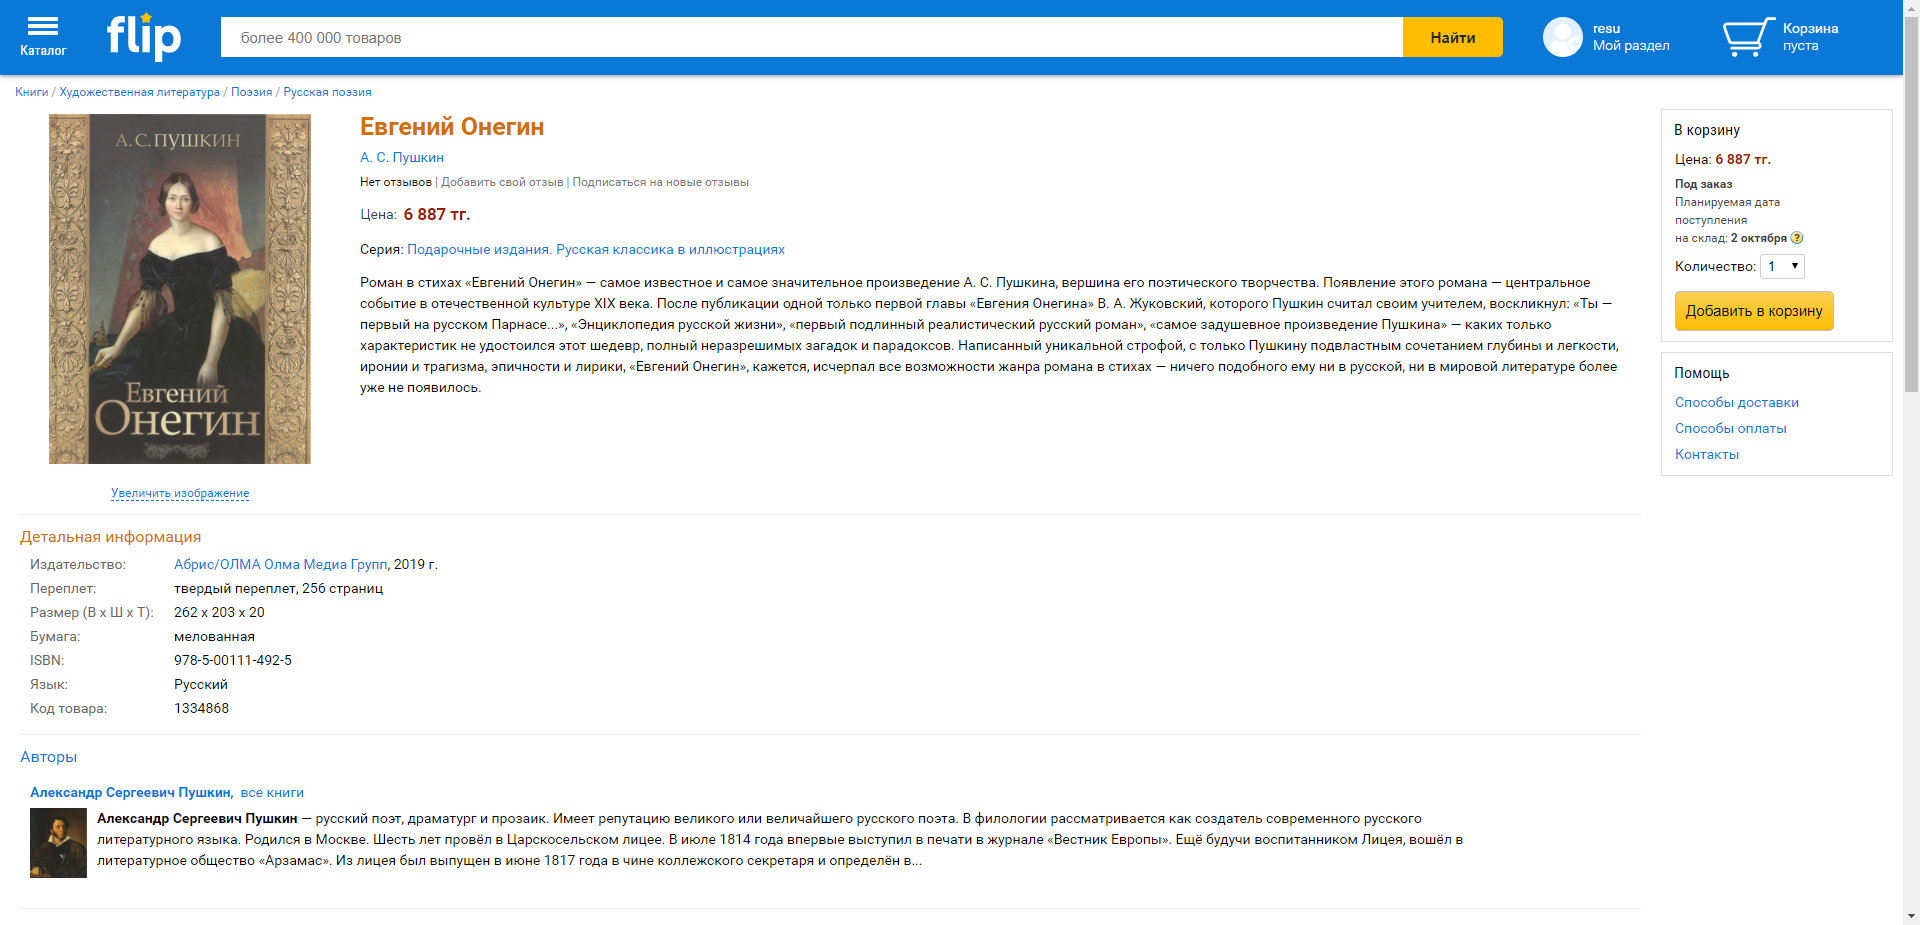 Каталог
flip
более 400 000 товаров
Найти
resu
Мой раздел
Корзина
пуста
Книги / Художественная литература / Поэзия / Русская поэзия
А. С. ПУШКИН
Евгений
Онегин
Увеличить изображение
Евгений Онегин
А. С. Пушкин
Нет отзывов | Добавить свой отзыв | Подписаться на новые отзывы
Цена: 6 887 тг.
Серия: Подарочные издания. Русская классика в иллюстрациях
Роман в стихах «Евгений Онегин» — самое известное и самое значительное произведение А. С. Пушкина, вершина его поэтического творчества. Появление этого романа — центральное
событие в отечественной культуре XIX века. После публикации одной только первой главы «Евгения Онегина» В. А. Жуковский, которого Пушкин считал своим учителем, воскликнул: «Ты —
первый на русском Парнасе...», «Энциклопедия русской жизни», «первый подлинный реалистический русский роман», «самое задушевное произведение Пушкина» — каких только
характеристик не удостоился этот шедевр, полный неразрешимых загадок и парадоксов. Написанный уникальной строфой, с только Пушкину подвластным сочетанием глубины и легкости,
иронии и трагизма, эпичности и лирики, «Евгений Онегин», кажется, исчерпал все возможности жанра романа в стихах — ничего подобного ему ни в русской, ни в мировой литературе более
уже не появилось.
В корзину
Цена: 6 887 тг.
Под заказ
Планируемая дата
поступления
на склад: 2 октября ?
Количество: 1
Добавить в корзину
Помощь
Способы доставки
Способы оплаты
Контакты
Детальная информация
Издательство: Абрис/ОЛМА Олма Медиа Групп, 2019 г.
Переплет: твердый переплет, 256 страниц
Размер (В x Ш x Т): 262 x 203 x 20
Бумага: мелованная
ISBN: 978-5-00111-492-5
Язык: Русский
Код товара: 1334868
Авторы
Александр Сергеевич Пушкин, все книги
Александр Сергеевич Пушкин — русский поэт, драматург и прозаик. Имеет репутацию великого или величайшего русского поэта. В филологии рассматривается как создатель современного русского
литературного языка. Родился в Москве. Шесть лет провёл в Царскосельском лицее. В июле 1814 года впервые выступил в печати в журнале «Вестник Европы». Ещё будучи воспитанником Лицея, вошёл в
литературное общество «Арзамас». Из лицея был выпущен в июне 1817 года в чине коллежского секретаря и определён в...